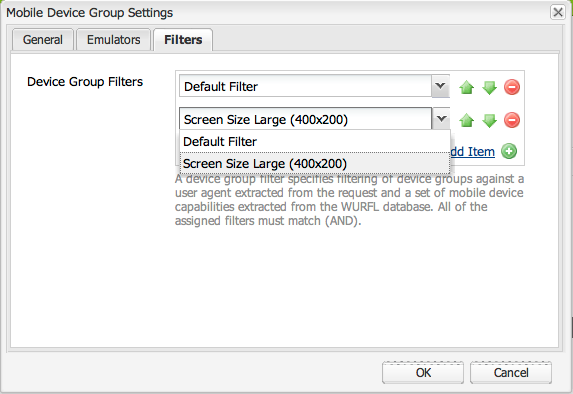 Mobile Device Group Settings
General Emulators Filters
Device Group Filters Default Filter
Screen Size Large (400x200)
Default Filter
Screen Size Large (400x200)
Item
A device group filter specifies filtering of device groups against a
user agent extracted from the request and a set of mobile device
capabilities extracted from the WURFL database. All of the
assigned filters must match (AND).
OK Cancel